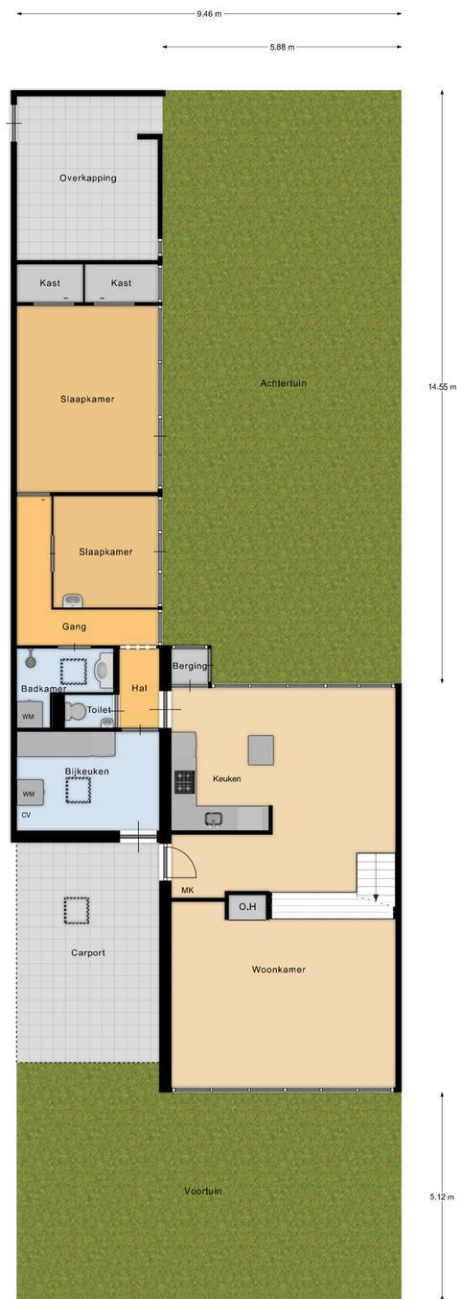 9.46 m
5.88 m
Overkapping
Kast
Kast
Slaapkamer
Achtertuin
14.55 m
Slaapkamer
Gang
Berging
Badkamer
Hal
Toilet
WM
Bijkeuken
Keuken
WM
CV
MK
O.H
Carport
Woonkamer
Voortuin
5.12 m